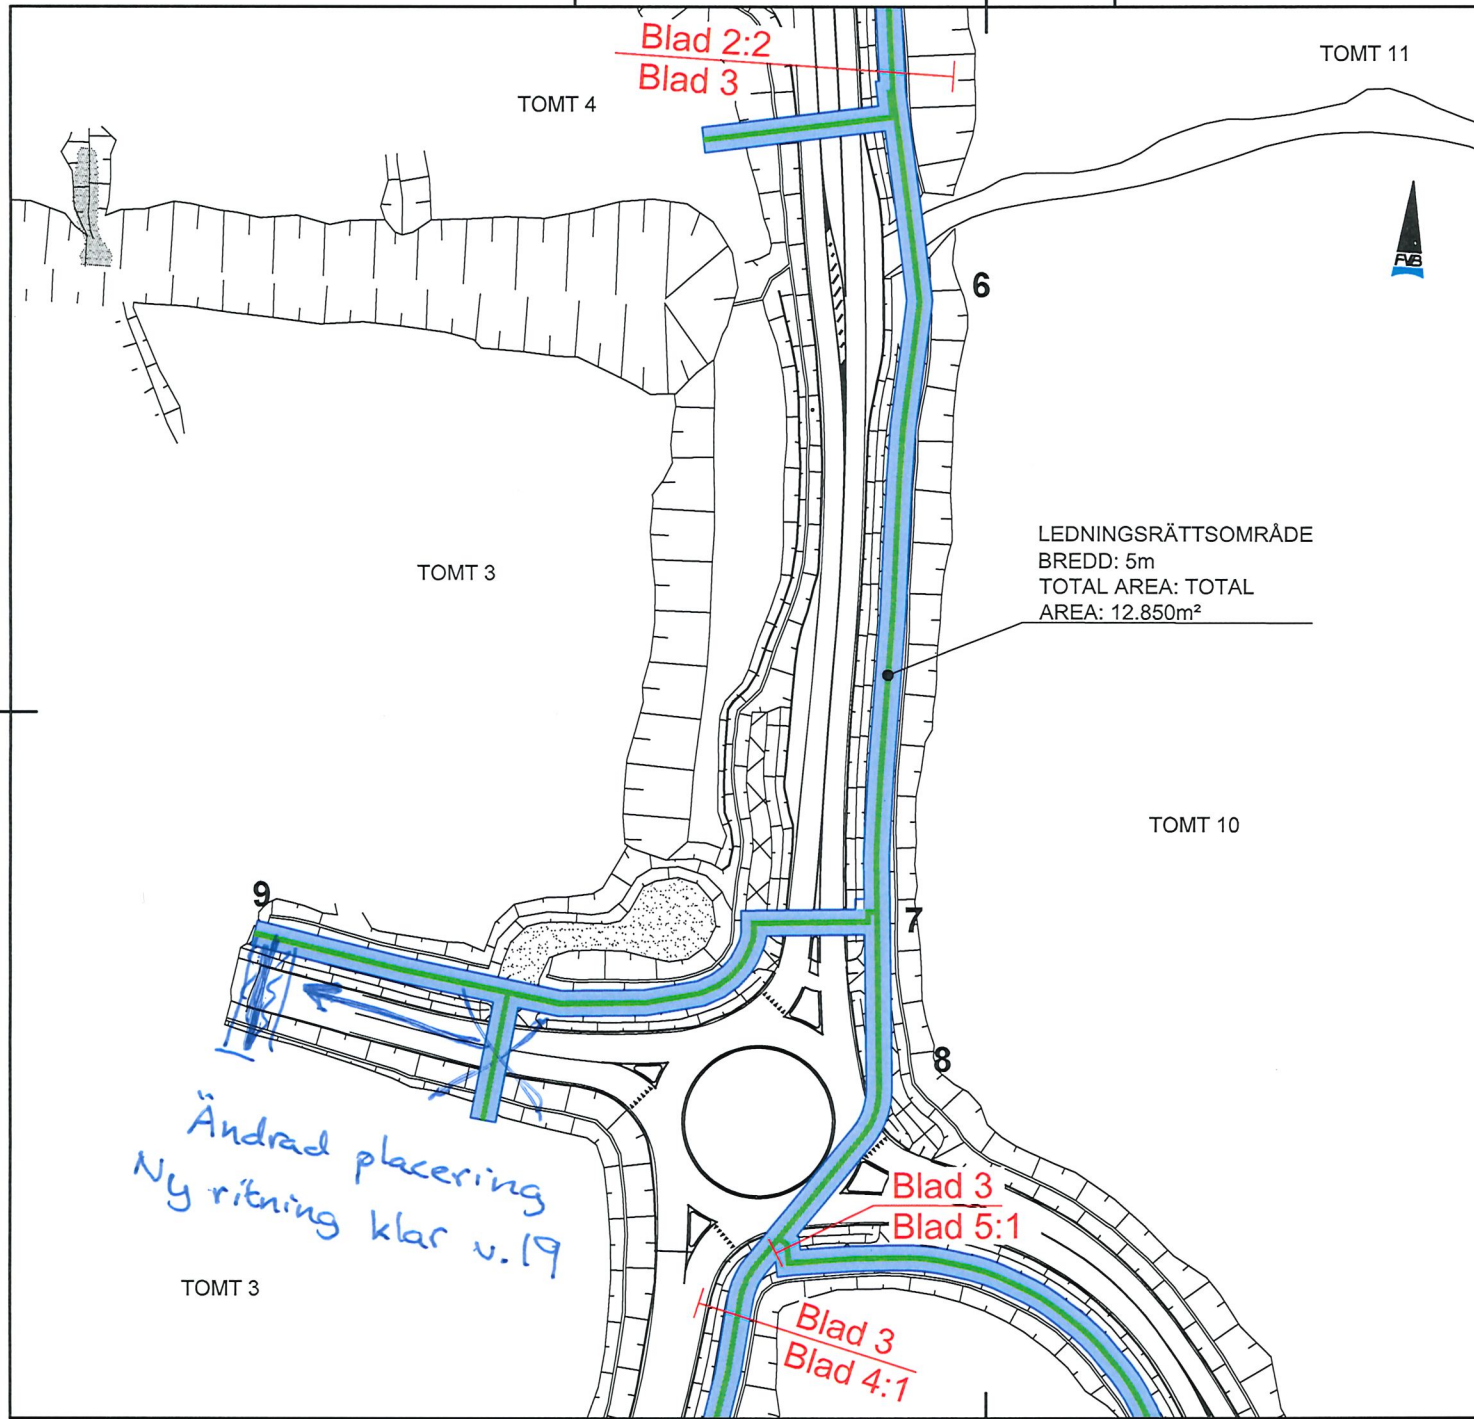 Blad 2:2
Blad 3
TOMT 11
TOMT 4
FVB
6
LEDNINGSRÄTTSOMRÅDE
BREDD: 5m
TOTAL AREA: TOTAL
AREA: 12.850m²
TOMT 3
TOMT 10
9
7
8
Ändrad placering
Ny ritning klar v.19
Blad 3
Blad 5:1
TOMT 3
Blad 3
Blad 4:1